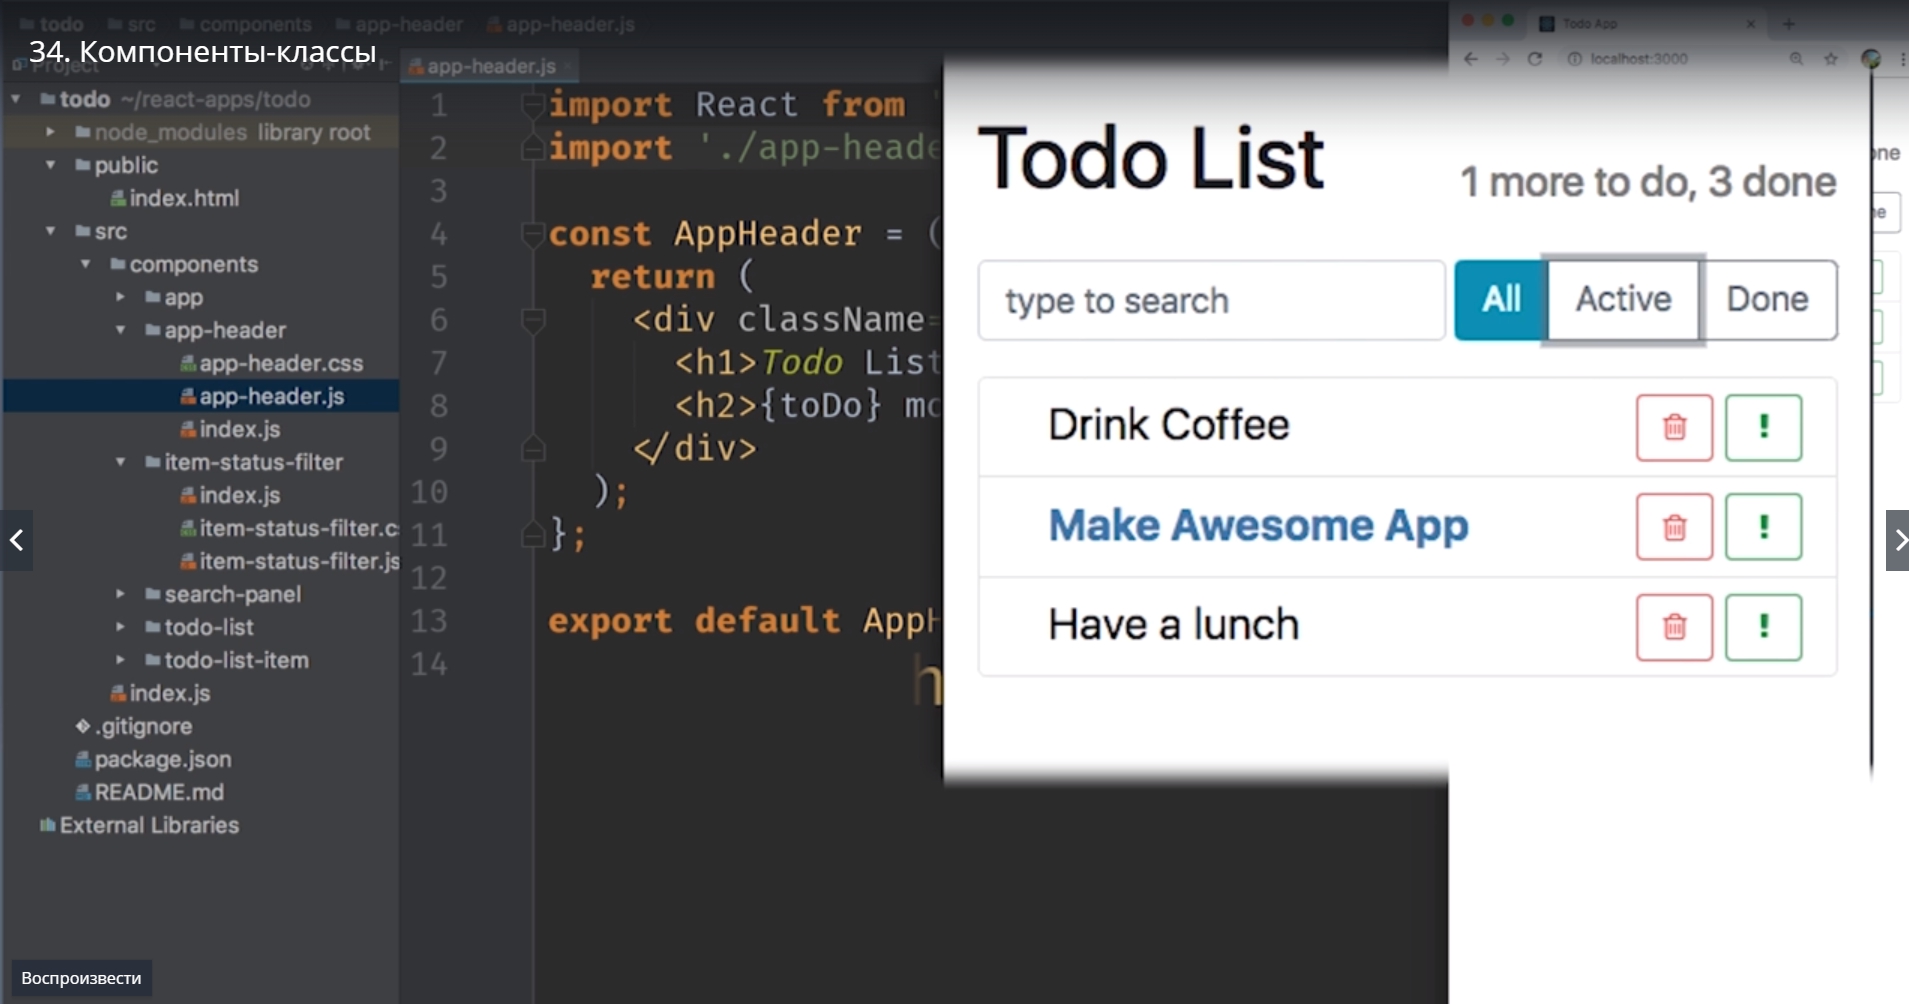 todo src components app-header app-header.js
34. Компоненты-классы
Project
todo ~/react-apps/todo
node_modules library root
public
index.html
src
components
app
app-header
app-header.css
app-header.js
index.js
item-status-filter
index.js
item-status-filter.c
item-status-filter.js
search-panel
todo-list
todo-list-item
index.js
.gitignore
package.json
README.md
External Libraries
Воспроизвести
app-header.js
1 import React from '
2 import './app-heade
3
4 const AppHeader = (
5 return (
6 <div className=
7 <h1>Todo List
8 <h2>{toDo} mo
9 </div>
10 );
11 };
12
13 export default AppH
14
h
Todo App
localhost:3000
Todo List
1 more to do, 3 done
type to search All Active Done
Drink Coffee !
Make Awesome App !
Have a lunch !